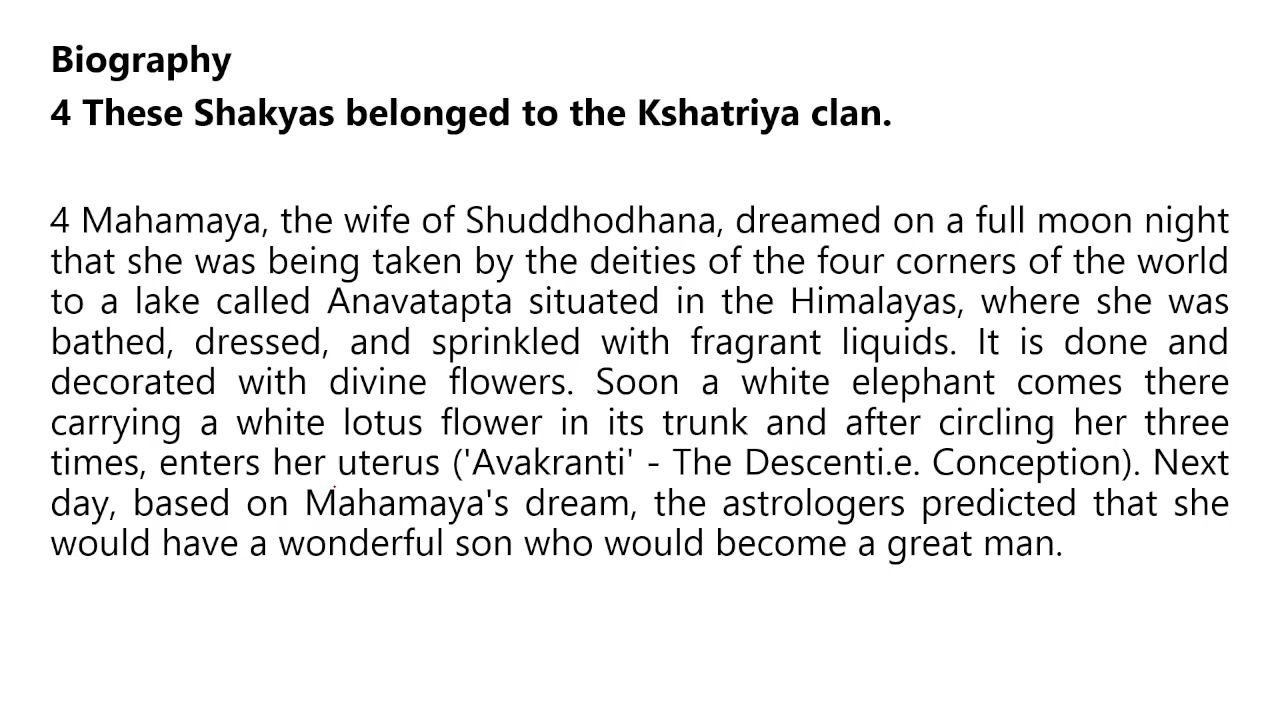 Biography
4 These Shakyas belonged to the Kshatriya clan.
4 Mahamaya, the wife of Shuddhodhana, dreamed on a full moon night
that she was being taken by the deities of the four corners of the world
to a lake called Anavatapta situated in the Himalayas, where she was
bathed, dressed, and sprinkled with fragrant liquids. It is done and
decorated with divine flowers. Soon a white elephant comes there
carrying a white lotus flower in its trunk and after circling her three
times, enters her uterus ('Avakranti' - The Descenti.e. Conception). Next
day, based on Mahamaya's dream, the astrologers predicted that she
would have a wonderful son who would become a great man.